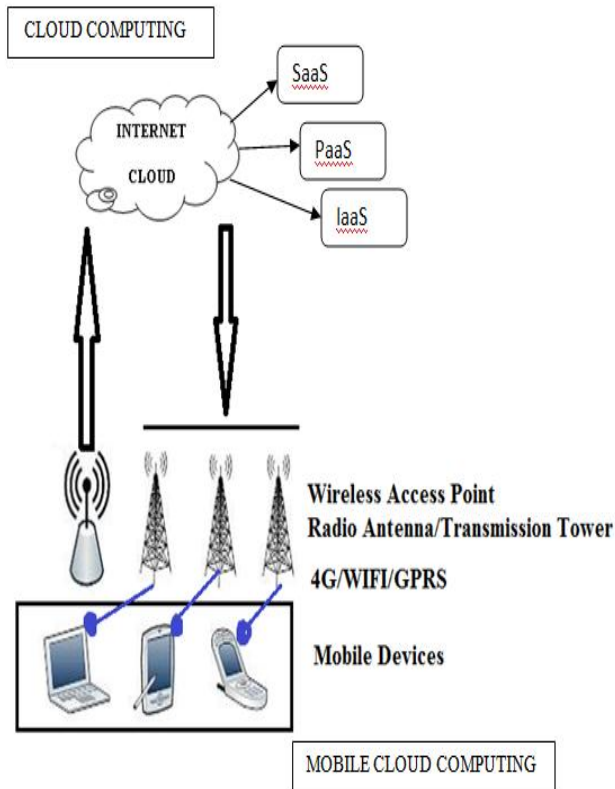 CLOUD COMPUTING
SaaS
INTERNET
CLOUD
PaaS
IaaS
Wireless Access Point
Radio Antenna/Transmission Tower
4G/WIFI/GPRS
Mobile Devices
MOBILE CLOUD COMPUTING